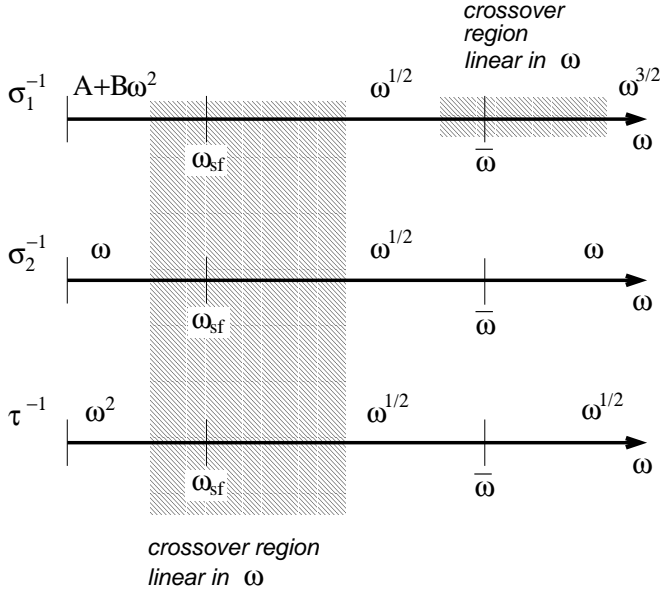 crossover
region
linear in ω
σ₁⁻¹ A+Bω² ω^{1/2} ω^{3/2}
ω_sf ω̅ ω
σ₂⁻¹ ω ω^{1/2} ω
ω_sf ω̅ ω
τ⁻¹ ω² ω^{1/2} ω^{1/2}
ω_sf ω̅ ω
crossover region
linear in ω